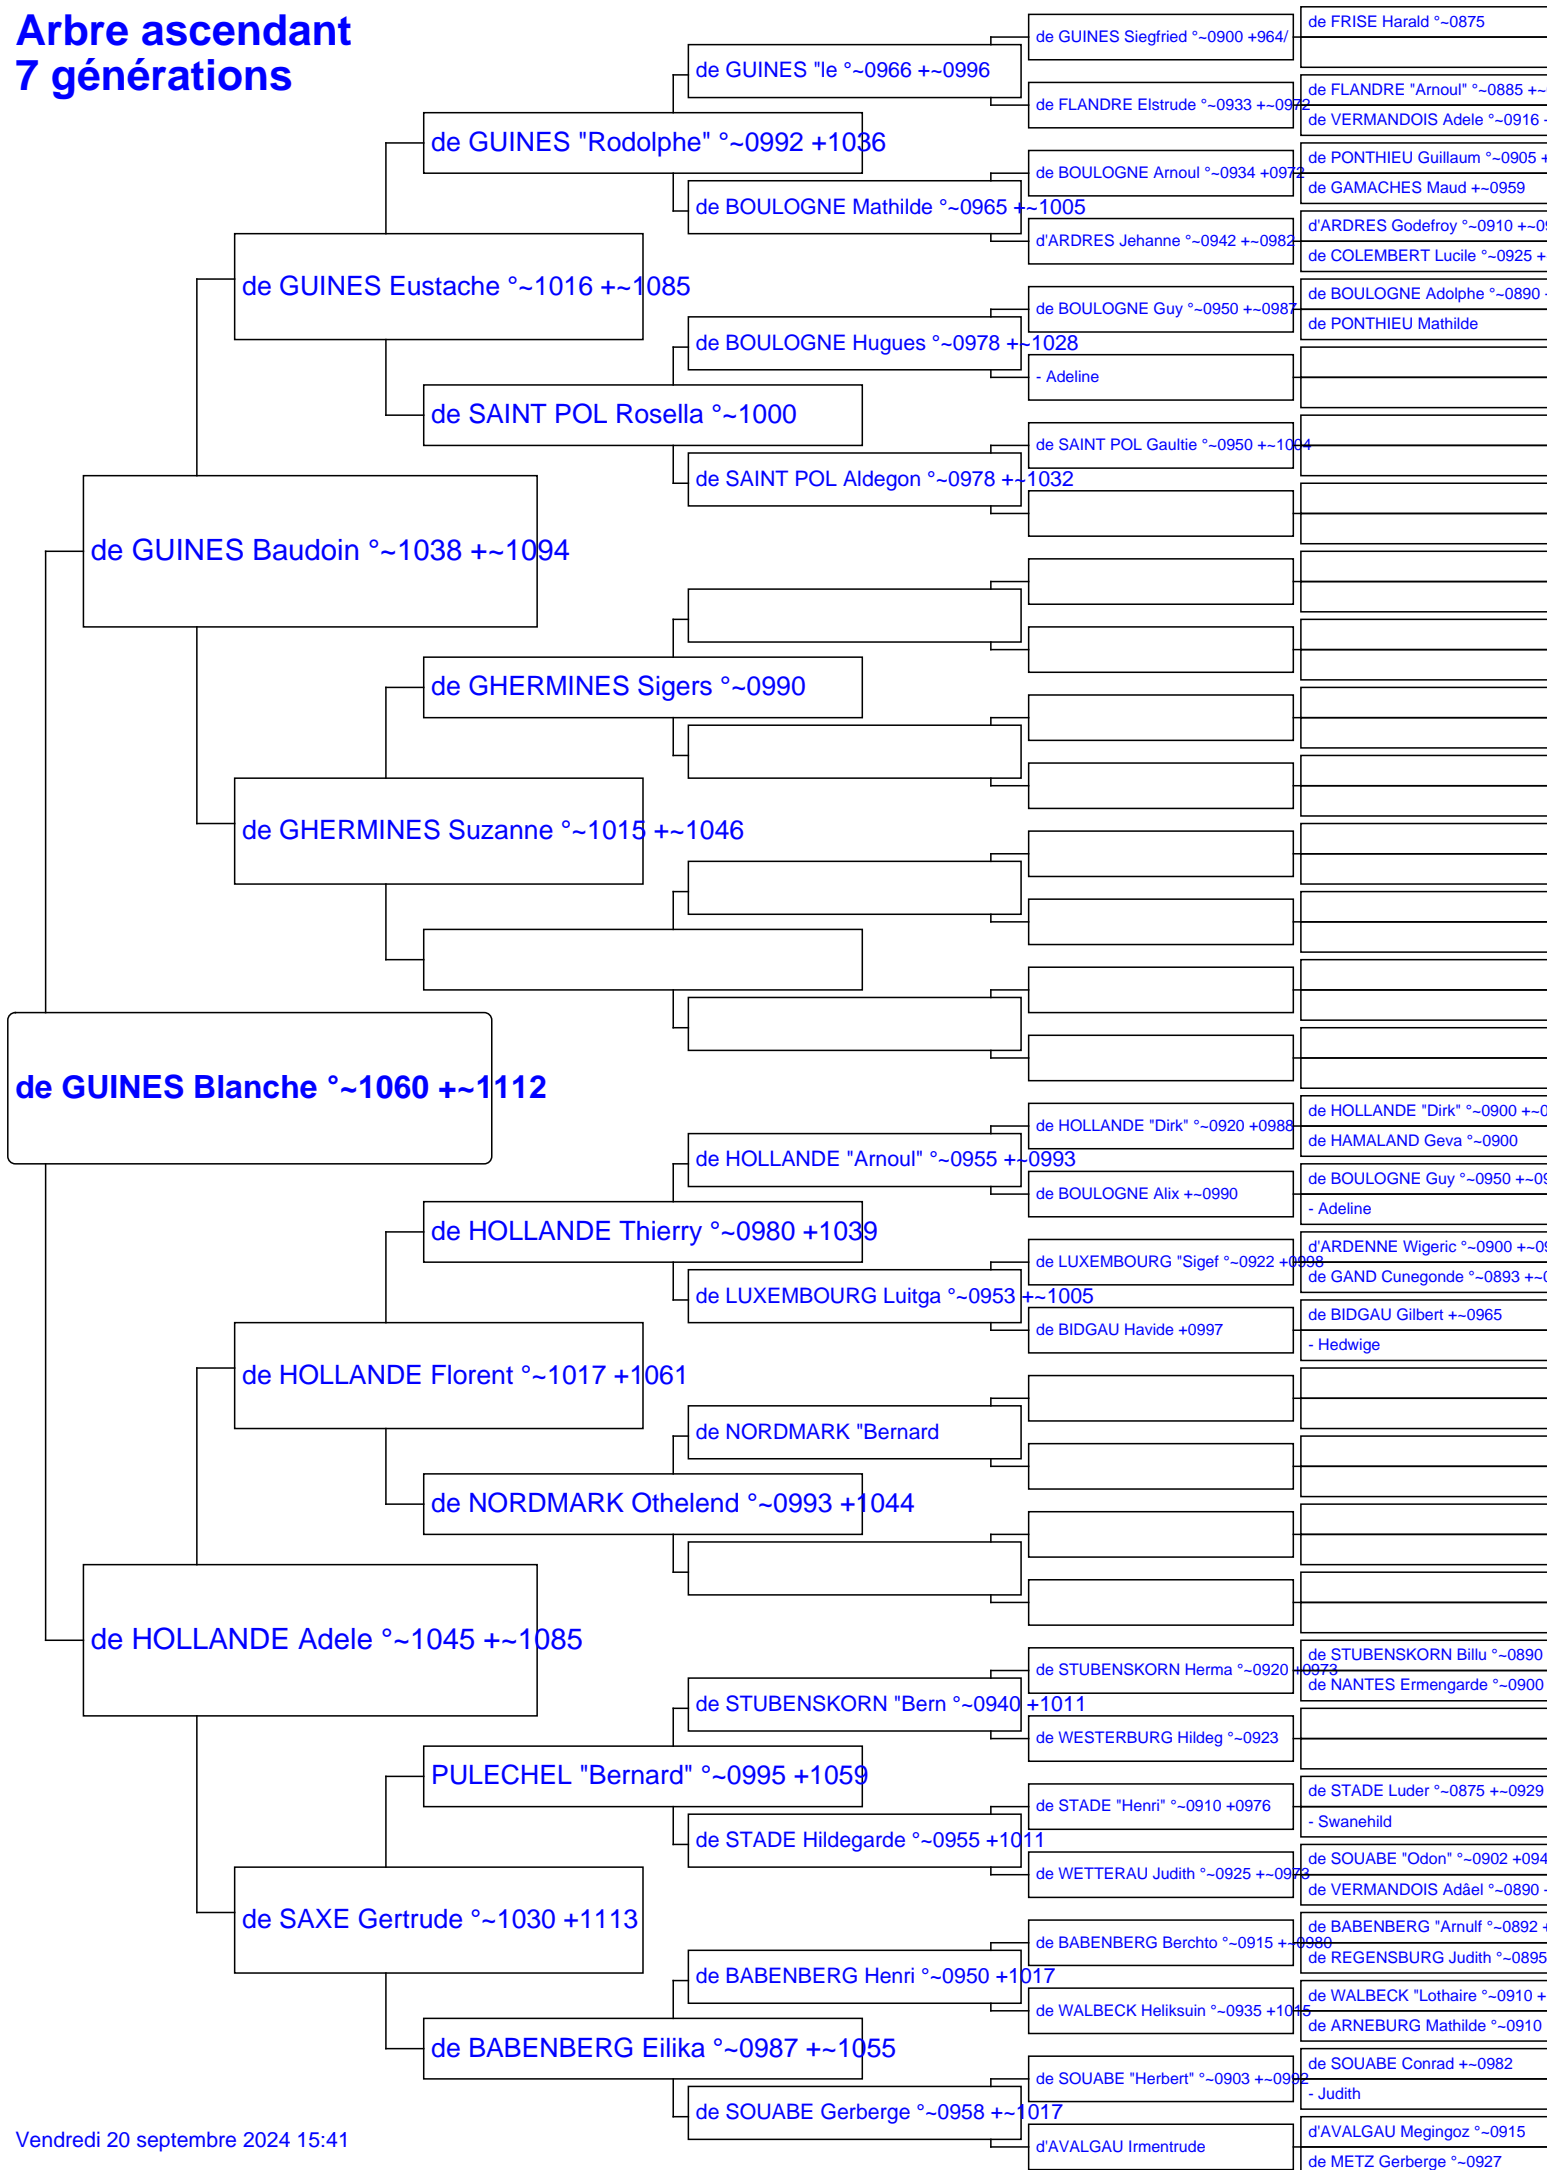 Arbre ascendant
7 générations
de GUINES Blanche °~1060 +~1112
de GUINES Baudoin °~1038 +~1094
de HOLLANDE Adele °~1045 +~1085
de GUINES Eustache °~1016 +~1085
de GHERMINES Suzanne °~1015 +~1046
de HOLLANDE Florent °~1017 +1061
de SAXE Gertrude °~1030 +1113
de GUINES "Rodolphe" °~0992 +1036
de SAINT POL Rosella °~1000
de GHERMINES Sigers °~0990
de HOLLANDE Thierry °~0980 +1039
de NORDMARK Othelend °~0993 +1044
PULECHEL "Bernard" °~0995 +1059
de BABENBERG Eilika °~0987 +~1055
de GUINES "le °~0966 +~0996
de BOULOGNE Mathilde °~0965 +~1005
de BOULOGNE Hugues °~0978 +~1028
de SAINT POL Aldegon °~0978 +~1032
de HOLLANDE "Arnoul" °~0955 +~0993
de LUXEMBOURG Luitga °~0953 +~1005
de NORDMARK "Bernard
de STUBENSKORN "Bern °~0940 +1011
de STADE Hildegarde °~0955 +1011
de BABENBERG Henri °~0950 +1017
de SOUABE Gerberge °~0958 +~1017
de GUINES Siegfried °~0900 +964/
de FLANDRE Elstrude °~0933 +~0972
de BOULOGNE Arnoul °~0934 +0972
d'ARDRES Jehanne °~0942 +~0982
de BOULOGNE Guy °~0950 +~0987
- Adeline
de SAINT POL Gaultie °~0950 +~1004
de HOLLANDE "Dirk" °~0920 +0988
de BOULOGNE Alix +~0990
de LUXEMBOURG "Sigef °~0922 +0998
de BIDGAU Havide +0997
de STUBENSKORN Herma °~0920 +0973
de WESTERBURG Hildeg °~0923
de STADE "Henri" °~0910 +0976
de WETTERAU Judith °~0925 +~0973
de BABENBERG Berchto °~0915 +~0980
de WALBECK Heliksuin °~0935 +1015
de SOUABE "Herbert" °~0903 +~0992
d'AVALGAU Irmentrude
de FRISE Harald °~0875
de FLANDRE "Arnoul" °~0885 +~
de VERMANDOIS Adele °~0916 +
de PONTHIEU Guillaum °~0905 +
de GAMACHES Maud +~0959
d'ARDRES Godefroy °~0910 +~09
de COLEMBERT Lucile °~0925 +
de BOULOGNE Adolphe °~0890 +
de PONTHIEU Mathilde
de HOLLANDE "Dirk" °~0900 +~0
de HAMALAND Geva °~0900
de BOULOGNE Guy °~0950 +~09
- Adeline
d'ARDENNE Wigeric °~0900 +~09
de GAND Cunegonde °~0893 +~0
de BIDGAU Gilbert +~0965
- Hedwige
de STUBENSKORN Billu °~0890
de NANTES Ermengarde °~0900
de STADE Luder °~0875 +~0929
- Swanehild
de SOUABE "Odon" °~0902 +094
de VERMANDOIS Adâel °~0890 +
de BABENBERG "Arnulf °~0892 +
de REGENSBURG Judith °~0895
de WALBECK "Lothaire °~0910 +
de ARNEBURG Mathilde °~0910
de SOUABE Conrad +~0982
- Judith
d'AVALGAU Megingoz °~0915
de METZ Gerberge °~0927
Vendredi 20 septembre 2024 15:41